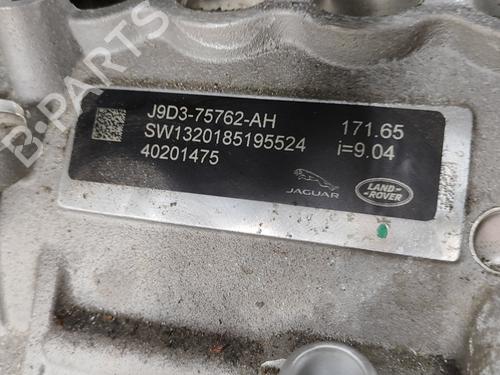 J9D3-75762-AH 171.65
SW1320185195524 i=9.04
40201475
JAGUAR
LAND-
ROVER
B-PARTS